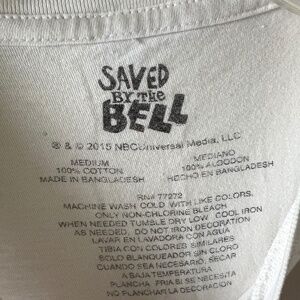 SAVED
BY THE
BELL
® & © 2015 NBCUniversal Media, LLC
MEDIUM
100% COTTON
MADE IN BANGLADESH
MEDIANO
100% ALGODON
HECHO EN BANGLADESH
RN# 77272
MACHINE WASH COLD WITH LIKE COLORS.
ONLY NON-CHLORINE BLEACH
WHEN NEEDED TUMBLE DRY LOW COOL IRON
AS NEEDED, DO NOT IRON DECORATION
LAVAR EN LAVADORA CON AGUA
TIBIA CON COLORES SIMILARES
SOLO BLANQUEADOR SIN CLORO
CUANDO SEA NECESARIO, SECAR
A BAJA TEMPERATURA
PLANCHA FRIA SI SE NECESITA
NO PLANCHAR LA DECORACION